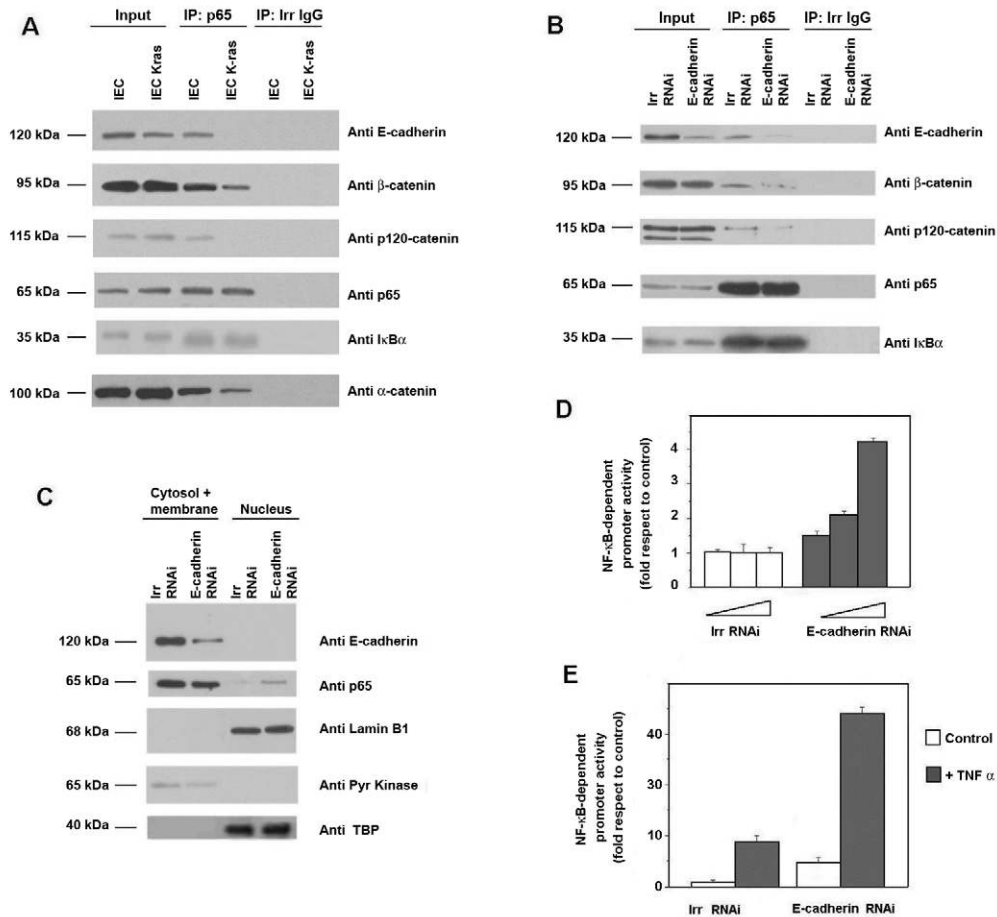 A
Input IP: p65 IP: Irr IgG
IEC
IEC Kras
IEC
IEC K-ras
IEC
IEC K-ras
120 kDa Anti E-cadherin
95 kDa Anti β-catenin
115 kDa Anti p120-catenin
65 kDa Anti p65
35 kDa Anti IκBα
100 kDa Anti α-catenin
B
Input IP: p65 IP: Irr IgG
Irr RNAi
E-cadherin RNAi
Irr RNAi
E-cadherin RNAi
Irr RNAi
E-cadherin RNAi
120 Anti E-cadherin
95 Anti β-catenin
115 Anti p120-catenin
65 Anti p65
35 Anti IκBα
C
Cytosol + membrane
Nucleus
Irr RNAi
E-cadherin RNAi
Irr RNAi
E-cadherin RNAi
120 kDa Anti E-cadherin
65 kDa Anti p65
68 kDa Anti Lamin B1
65 kDa Anti Pyr Kinase
40 kDa Anti TBP
D
NF-κB-dependent
promoter activity
(fold respect to control)
4
3
2
1
0
Irr RNAi E-cadherin RNAi
E
NF-κB-dependent
promoter activity
(fold respect to control)
40
30
10
0
Irr RNAi E-cadherin RNAi
Control
+ TNF α